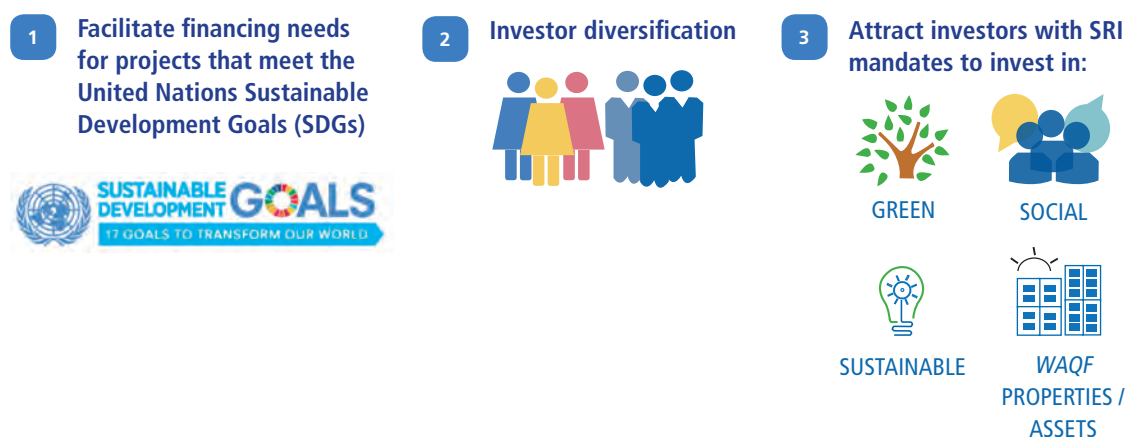 1
Facilitate financing needs
for projects that meet the
United Nations Sustainable
Development Goals (SDGs)
SUSTAINABLE
DEVELOPMENT
GOALS
17 GOALS TO TRANSFORM OUR WORLD
2
Investor diversification
3
Attract investors with SRI
mandates to invest in:
GREEN
SOCIAL
SUSTAINABLE
WAQF
PROPERTIES /
ASSETS